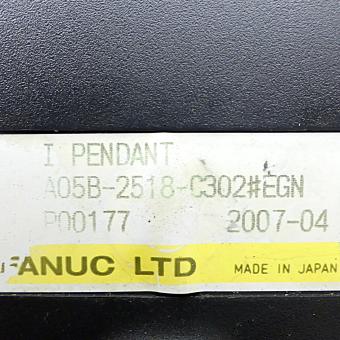 I PENDANT
A05B-2518-C302#EGN
P00177 2007-04
FANUC LTD MADE IN JAPAN